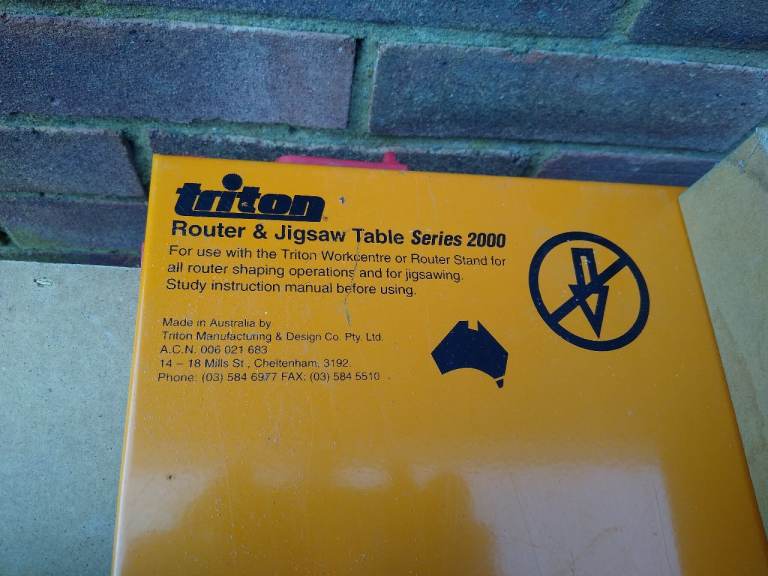 triton
Router & Jigsaw Table Series 2000
For use with the Triton Workcentre or Router Stand for
all router shaping operations and for jigsawing.
Study instruction manual before using.
Made in Australia by
Triton Manufacturing & Design Co. Pty. Ltd.
A.C.N. 006 021 683
14 – 18 Mills St., Cheltenham, 3192.
Phone: (03) 584 6977 FAX: (03) 584 5510